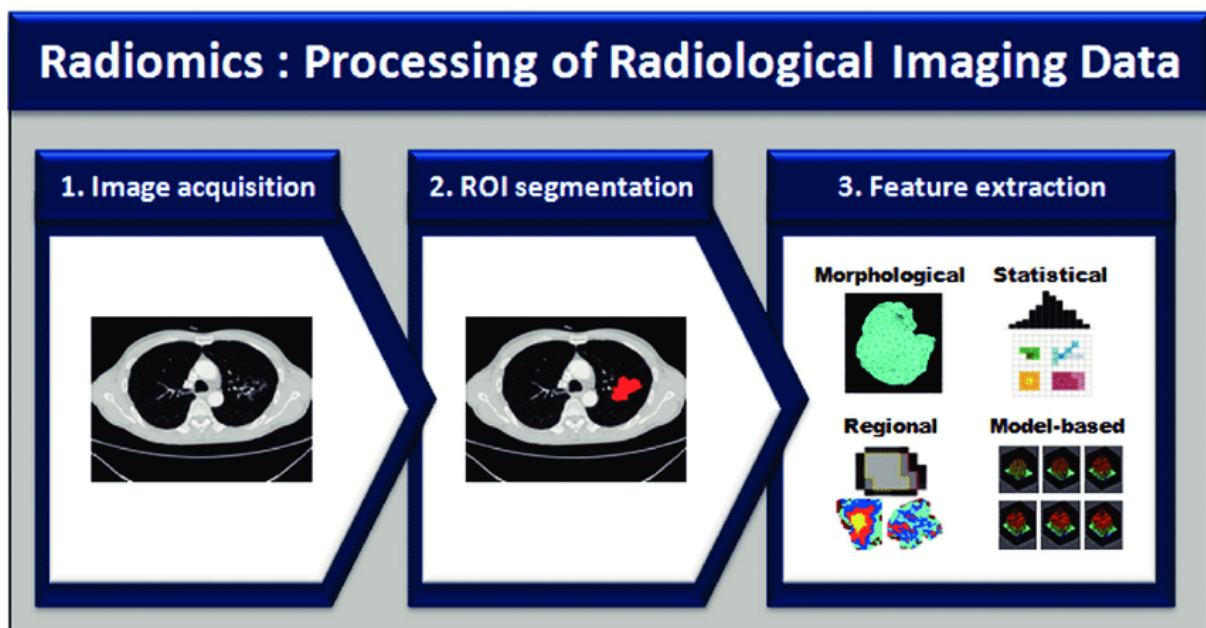 Radiomics : Processing of Radiological Imaging Data
1. Image acquisition
2. ROI segmentation
3. Feature extraction
Morphological
Statistical
Regional
Model-based